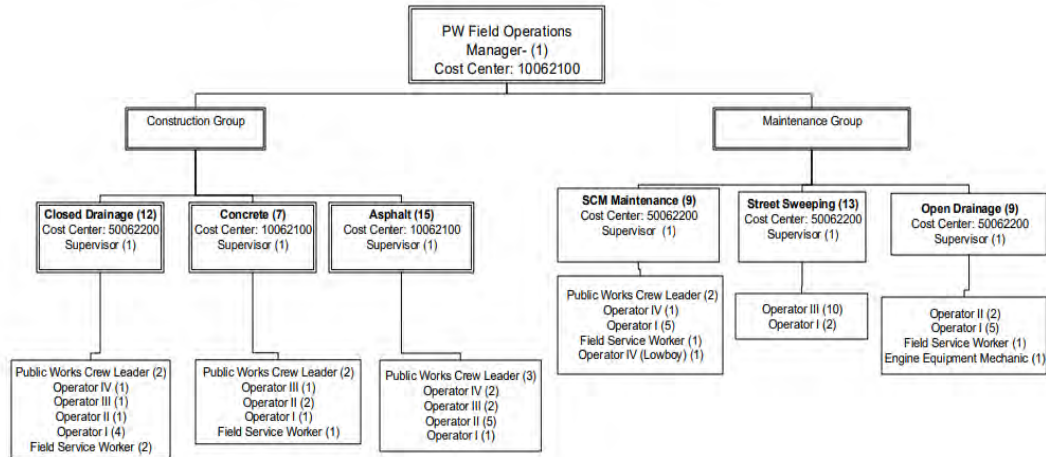 PW Field Operations
Manager- (1)
Cost Center: 10062100
Construction Group
Maintenance Group
Closed Drainage (12)
Cost Center: 50062200
Supervisor (1)
Concrete (7)
Cost Center: 10062100
Supervisor (1)
Asphalt (15)
Cost Center: 10062100
Supervisor (1)
SCM Maintenance (9)
Cost Center: 50062200
Supervisor (1)
Street Sweeping (13)
Cost Center: 50062200
Supervisor (1)
Open Drainage (9)
Cost Center: 50062200
Supervisor (1)
Public Works Crew Leader (2)
Operator IV (1)
Operator III (1)
Operator II (1)
Operator I (4)
Field Service Worker (2)
Public Works Crew Leader (2)
Operator III (1)
Operator II (2)
Operator I (1)
Field Service Worker (1)
Public Works Crew Leader (3)
Operator IV (2)
Operator III (2)
Operator II (5)
Operator I (1)
Public Works Crew Leader (2)
Operator IV (1)
Operator I (5)
Field Service Worker (1)
Operator IV (Lowboy) (1)
Operator III (10)
Operator I (2)
Operator II (2)
Operator I (5)
Field Service Worker (1)
Engine Equipment Mechanic (1)